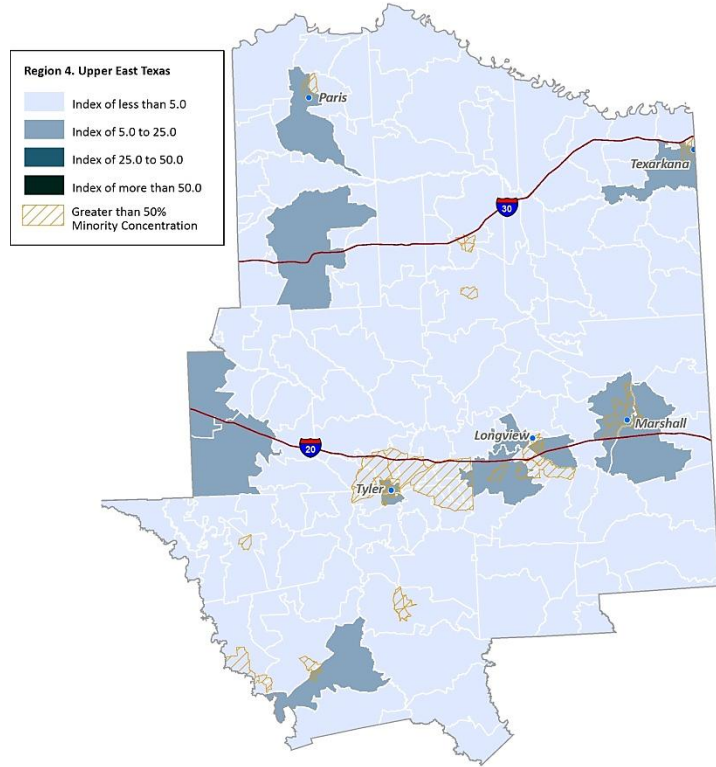 Region 4. Upper East Texas
Index of less than 5.0
Index of 5.0 to 25.0
Index of 25.0 to 50.0
Index of more than 50.0
Greater than 50%
Minority Concentration
Paris
Texarkana
30
Marshall
Longview
20
Tyler